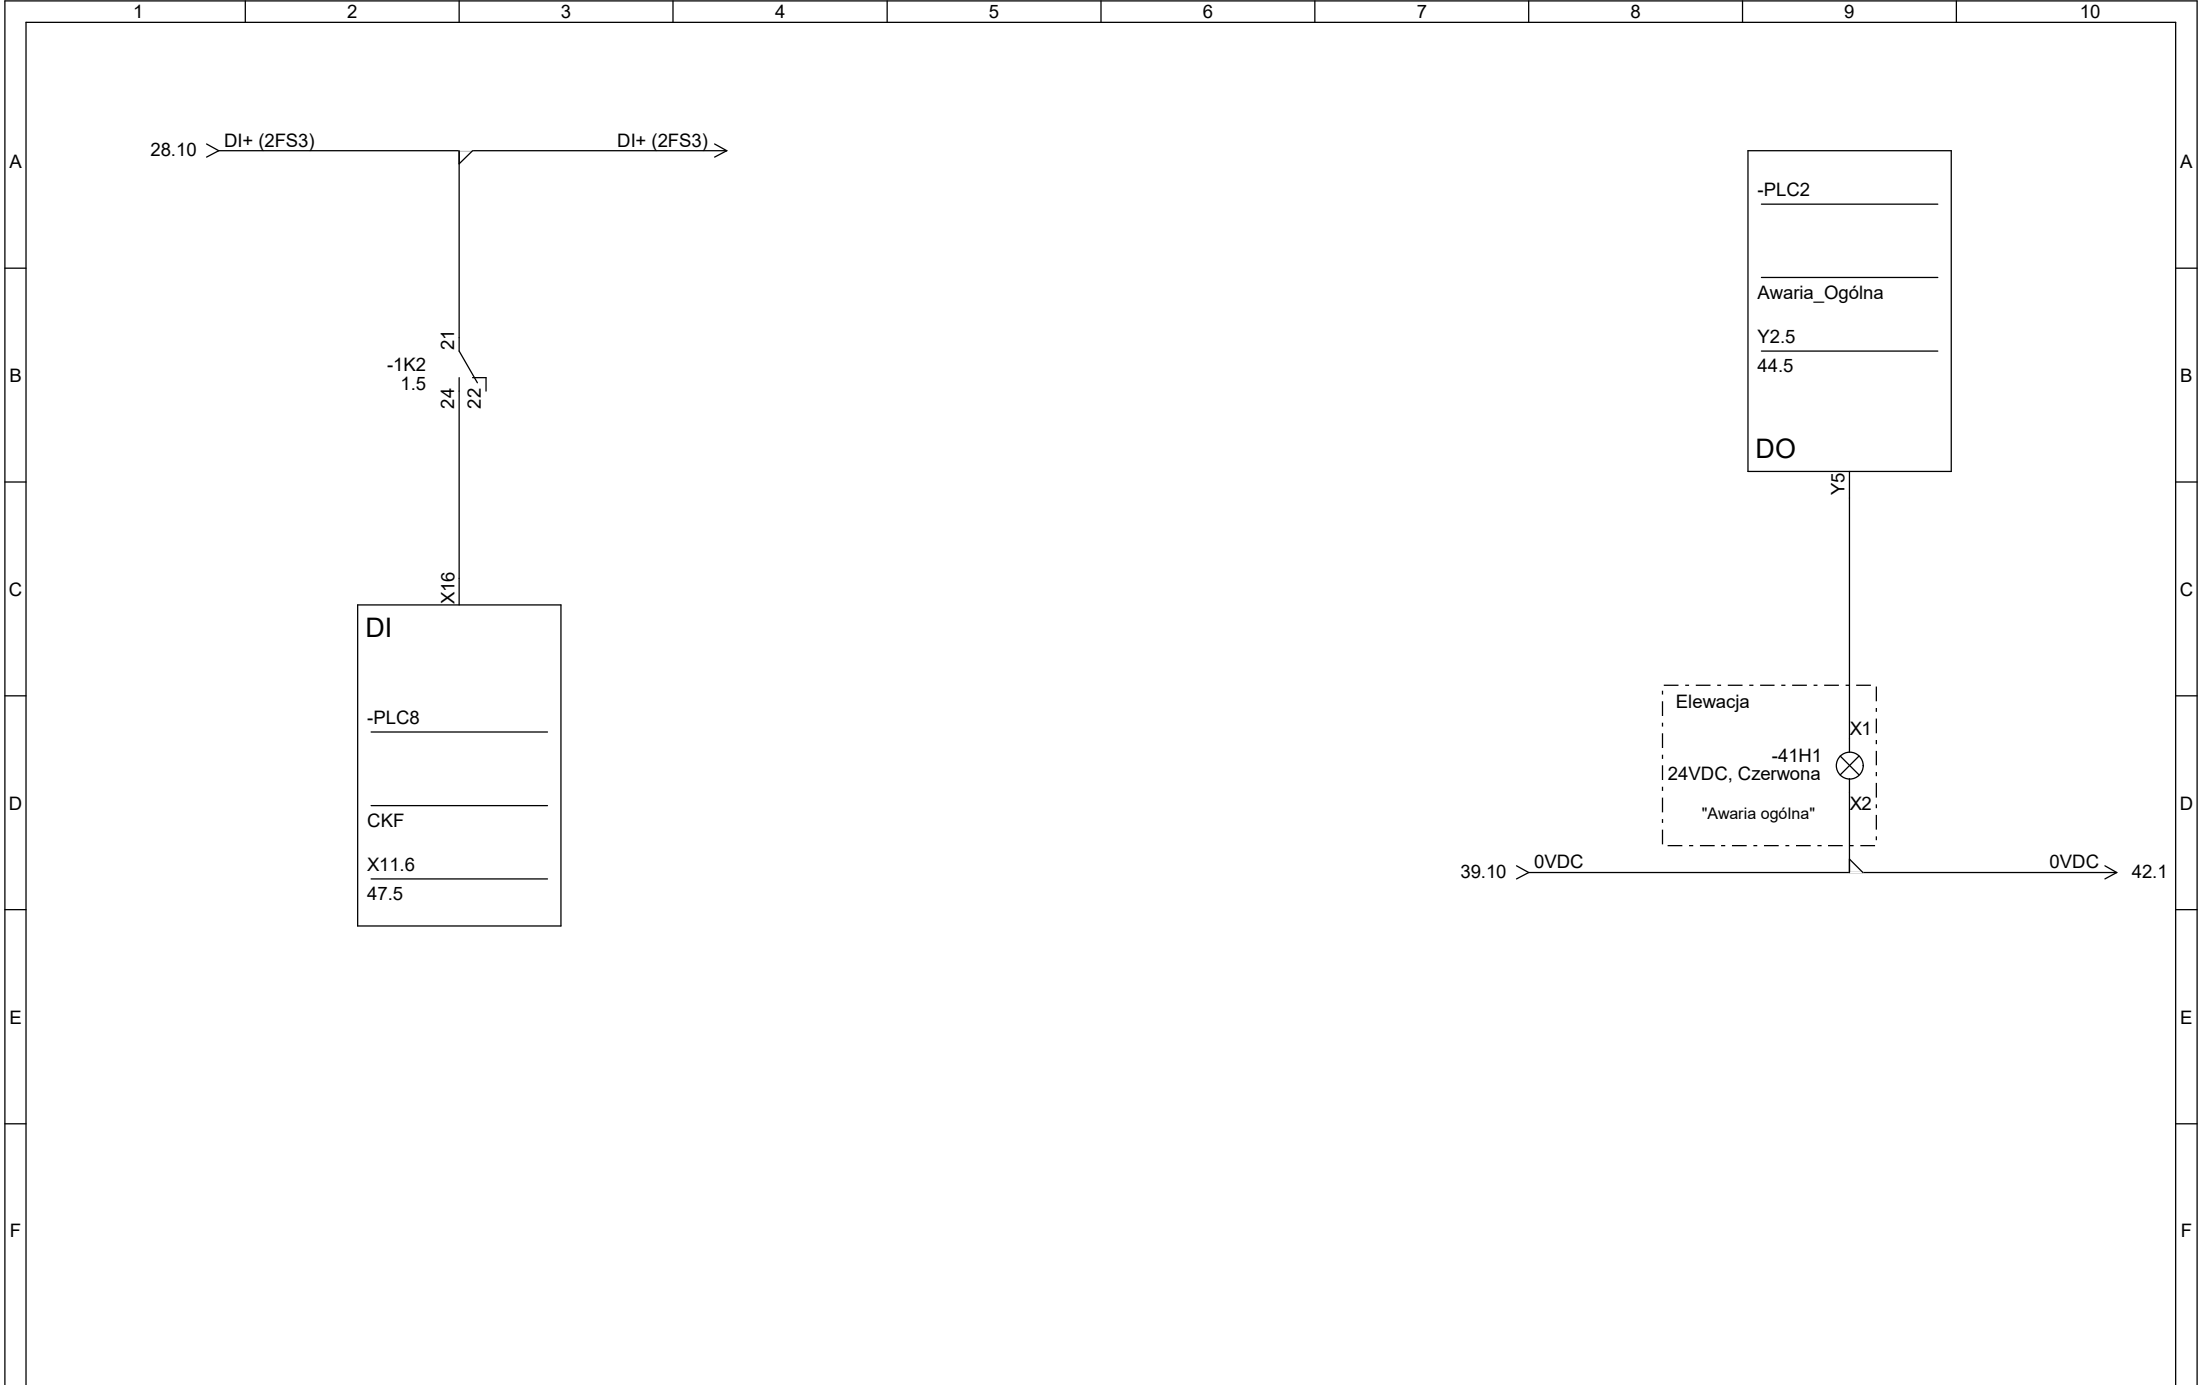 1 2 3 4 5 6 7 8 9 10
A A
28.10 DI+ (2FS3) DI+ (2FS3)
-PLC2
Awaria_Ogólna
Y2.5
44.5
DO
Y5
B B
21
-1K2
1.5
24 22
C C
X16
DI
-PLC8
CKF
X11.6
47.5
Elewacja
X1
-41H1
24VDC, Czerwona
X2
"Awaria ogólna"
D D
39.10 0VDC 0VDC 42.1
E E
F F